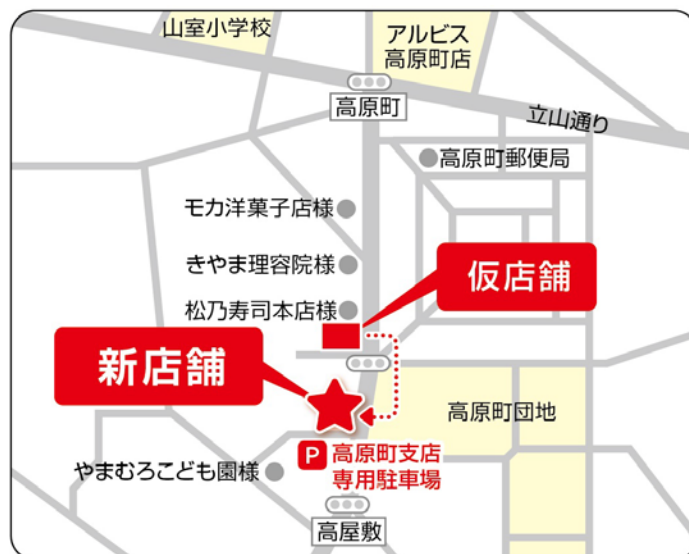 山室小学校
アルビス
高原町店
高原町
立山通り
高原町郵便局
モカ洋菓子店様
きやま理容院様
仮店舗
松乃寿司本店様
新店舗
高原町団地
P 高原町支店
専用駐車場
やまむろこども園様
高屋敷